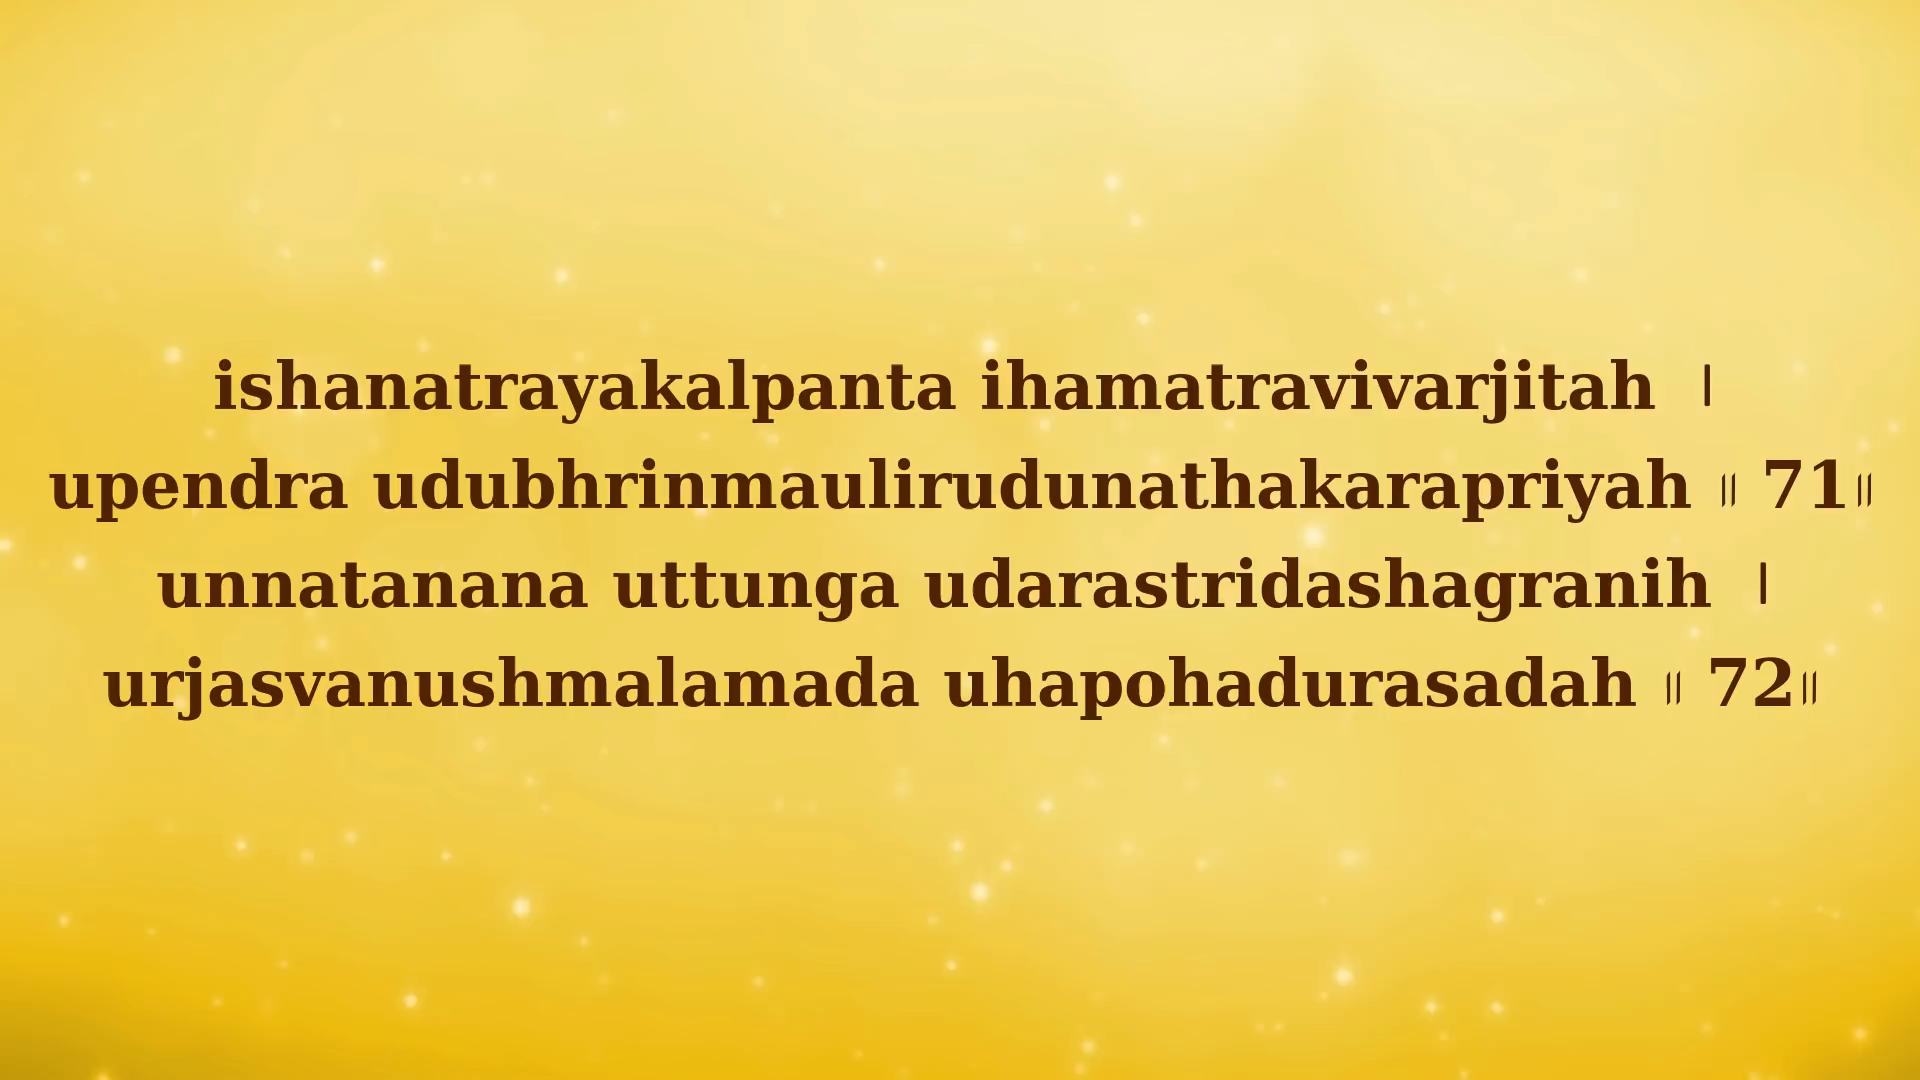 ishanatrayakalpanta ihamatravivarjitah ।
upendra udubhrinmaulirudunathakarapriyah ॥ 71॥
unnatanana uttunga udarastridashagranih ।
urjasvanushmalamada uhapohadurasadah ॥ 72॥